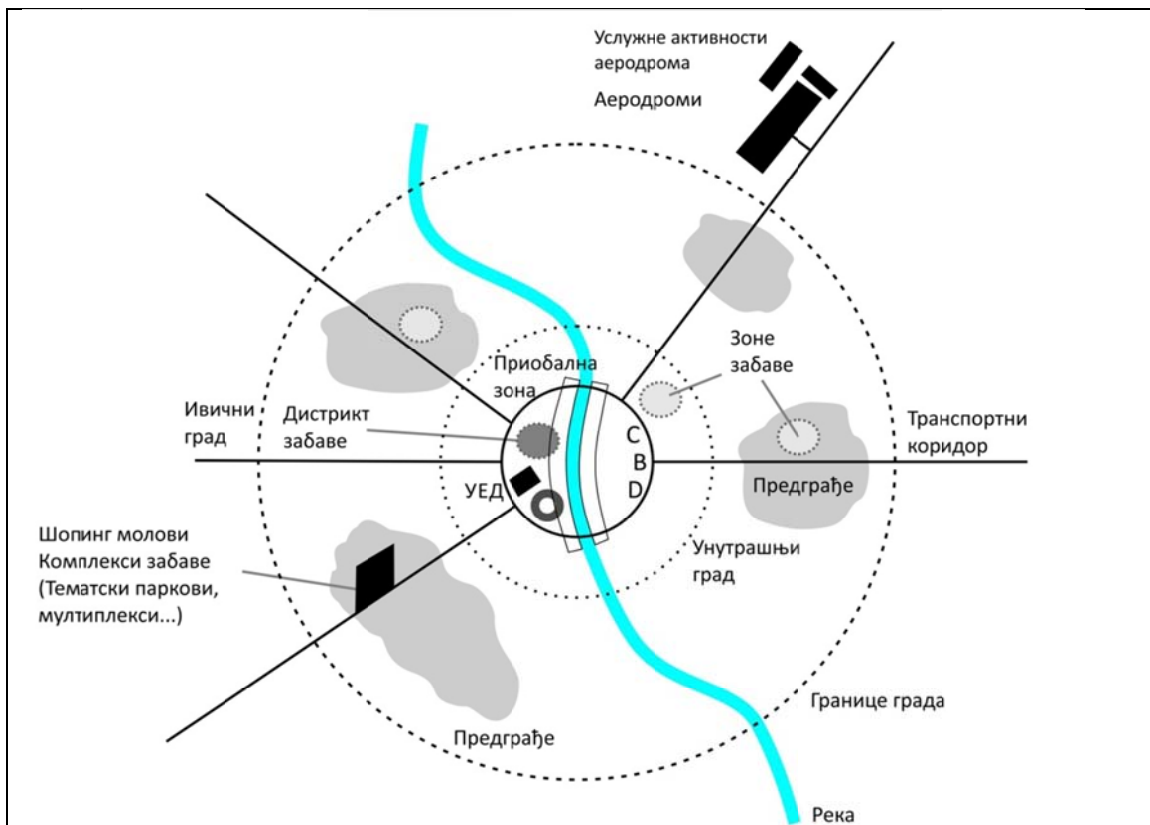 Услужне активности
аеродрома
Аеродроми
Зоне
забаве
Приобална
зона
Ивични
град
Дистрикт
забаве
Транспортни
коридор
C
B
D
УЕД
Предграђе
Шопинг молови
Комплекси забаве
(Тематски паркови,
мултиплекси...)
Унутрашњи
град
Границе града
Предграђе
Река